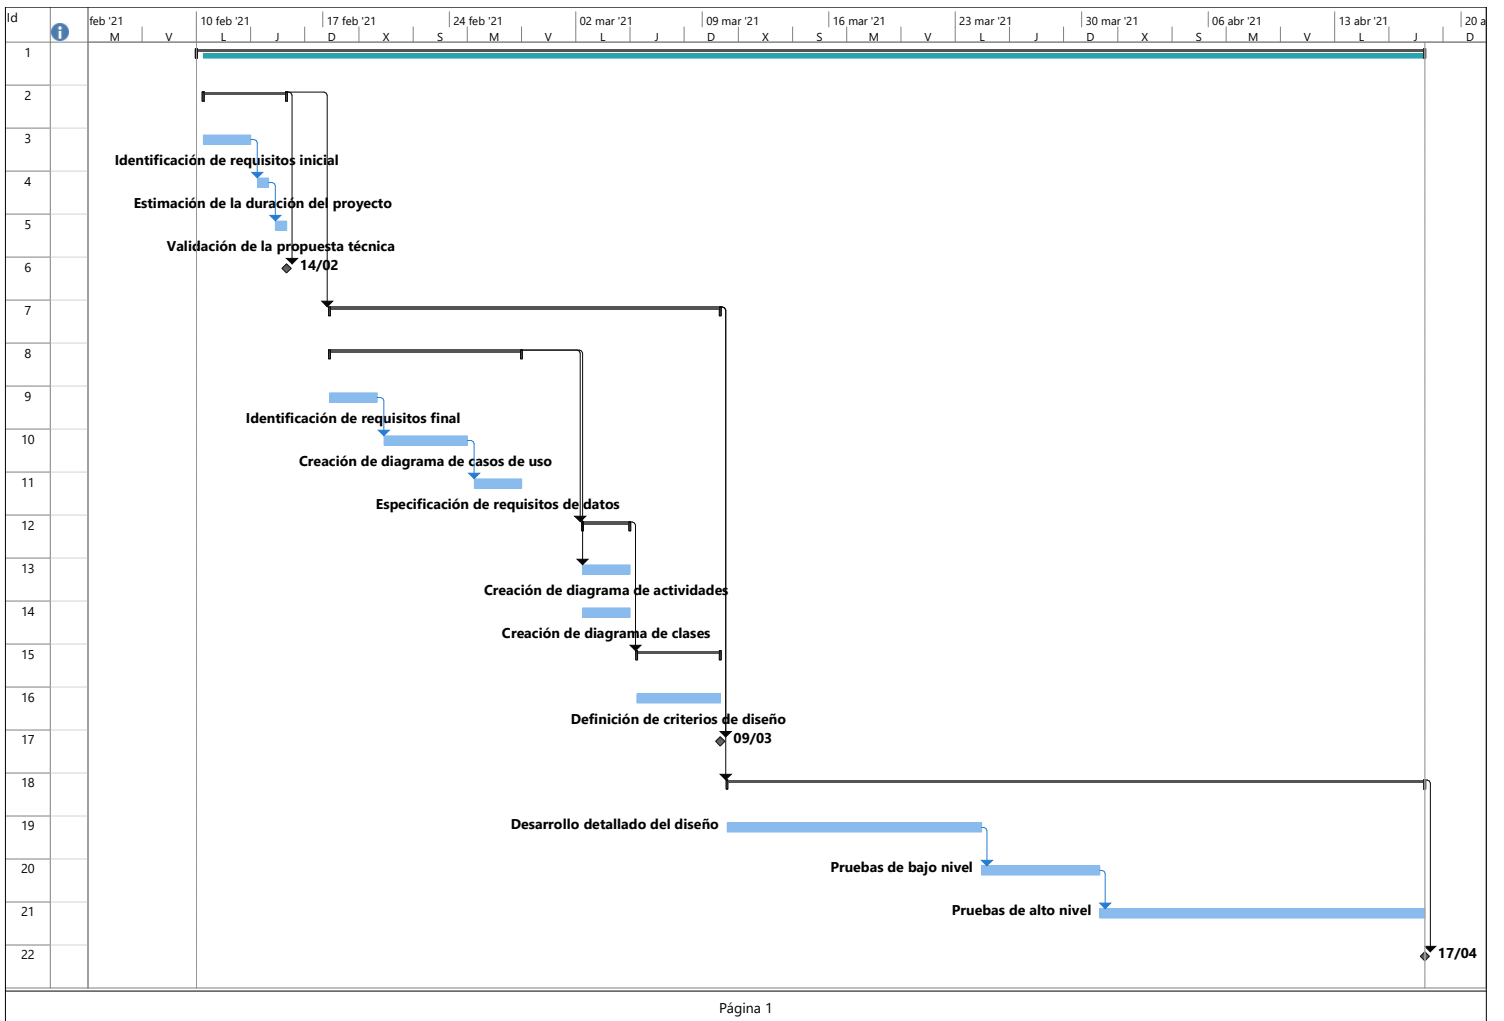 Id
i
feb '21 10 feb '21 17 feb '21 24 feb '21 02 mar '21 09 mar '21 16 mar '21 23 mar '21 30 mar '21 06 abr '21 13 abr '21 20 a
M V L J D X S M V L J D X S M V L J D X S M V L J D
1
2
3
Identificación de requisitos inicial
4
Estimación de la duración del proyecto
5
Validación de la propuesta técnica
6 14/02
7
8
9
Identificación de requisitos final
10
Creación de diagrama de casos de uso
11
Especificación de requisitos de datos
12
13
Creación de diagrama de actividades
14
Creación de diagrama de clases
15
16
Definición de criterios de diseño
17 09/03
18
19 Desarrollo detallado del diseño
20 Pruebas de bajo nivel
21 Pruebas de alto nivel
22 17/04
Página 1